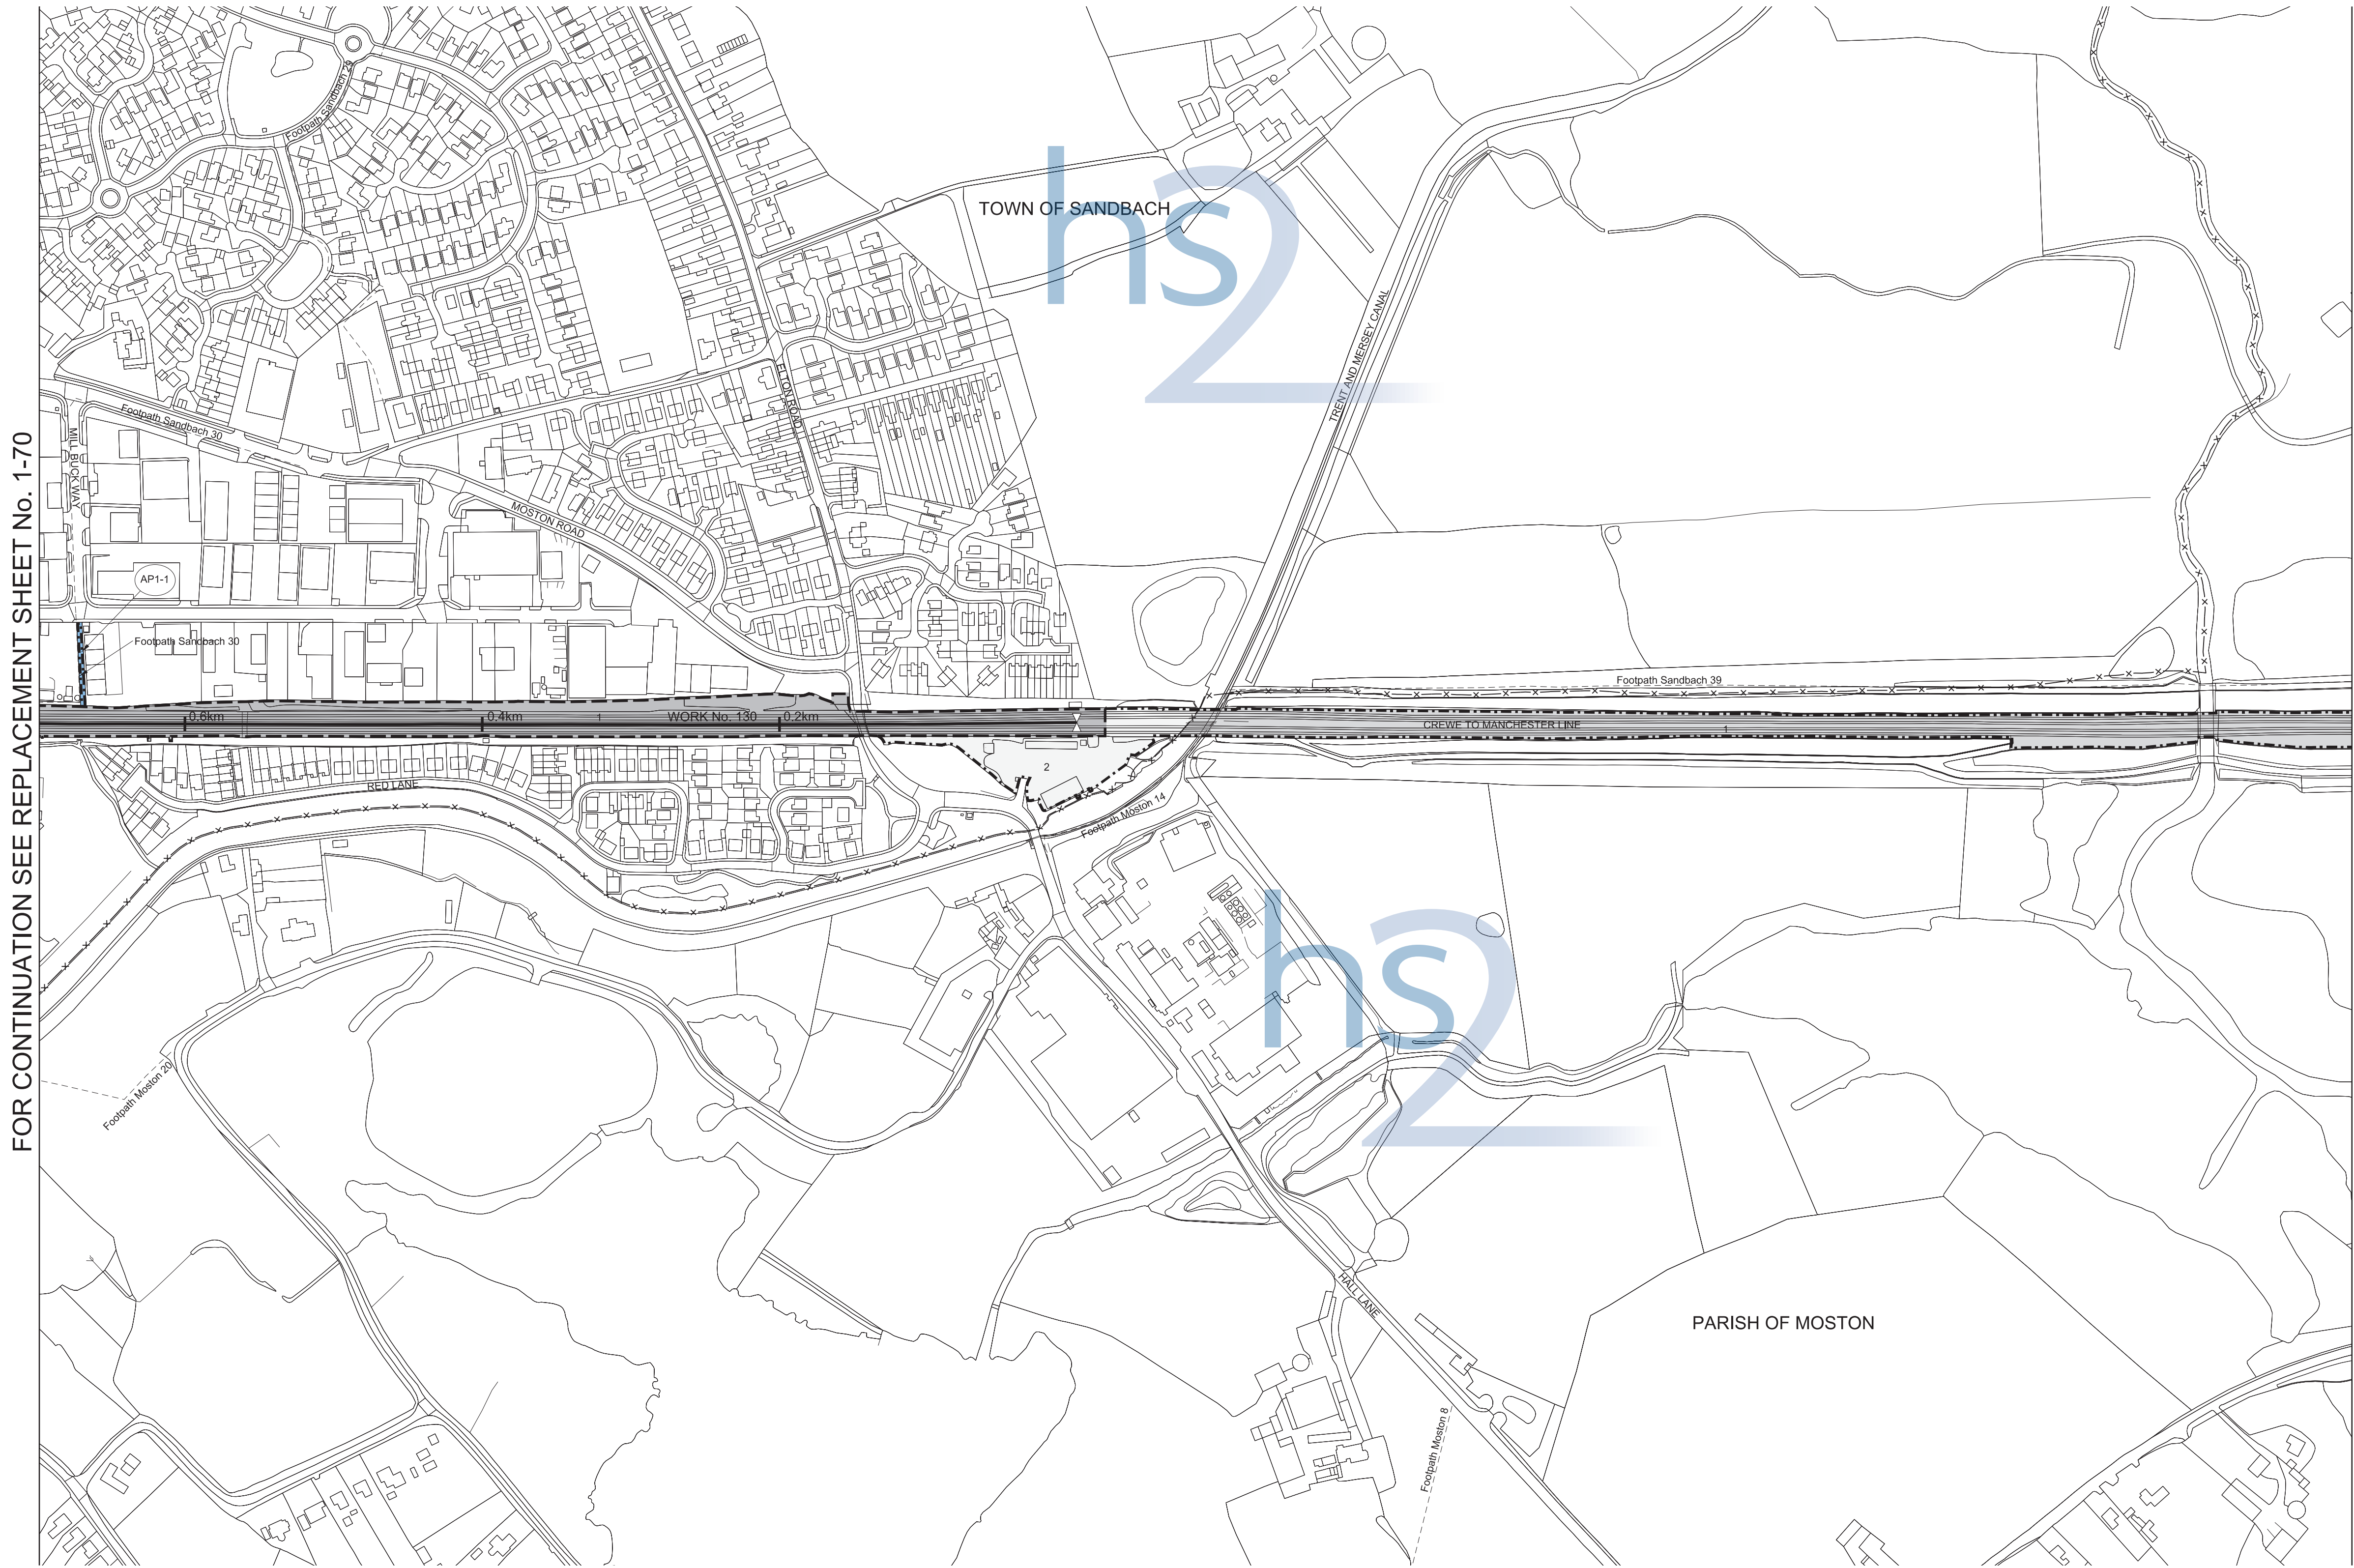 FOR CONTINUATION SEE REPLACEMENT SHEET No. 1-70
Footpath Sandbach 29
TOWN OF SANDBACH
hs2
TRENT AND MERSEY CANAL
ELTON ROAD
Footpath Sandbach 30
MILLBUCK WAY
MOSTON ROAD
AP1-1
Footpath Sandbach 30
Footpath Sandbach 39
0.6km
0.4km
1
WORK No. 130
0.2km
CREWE TO MANCHESTER LINE
1
2
RED LANE
Footpath Moston 14
hs2
Footpath Moston 20
HALL LANE
PARISH OF MOSTON
Footpath Moston 8